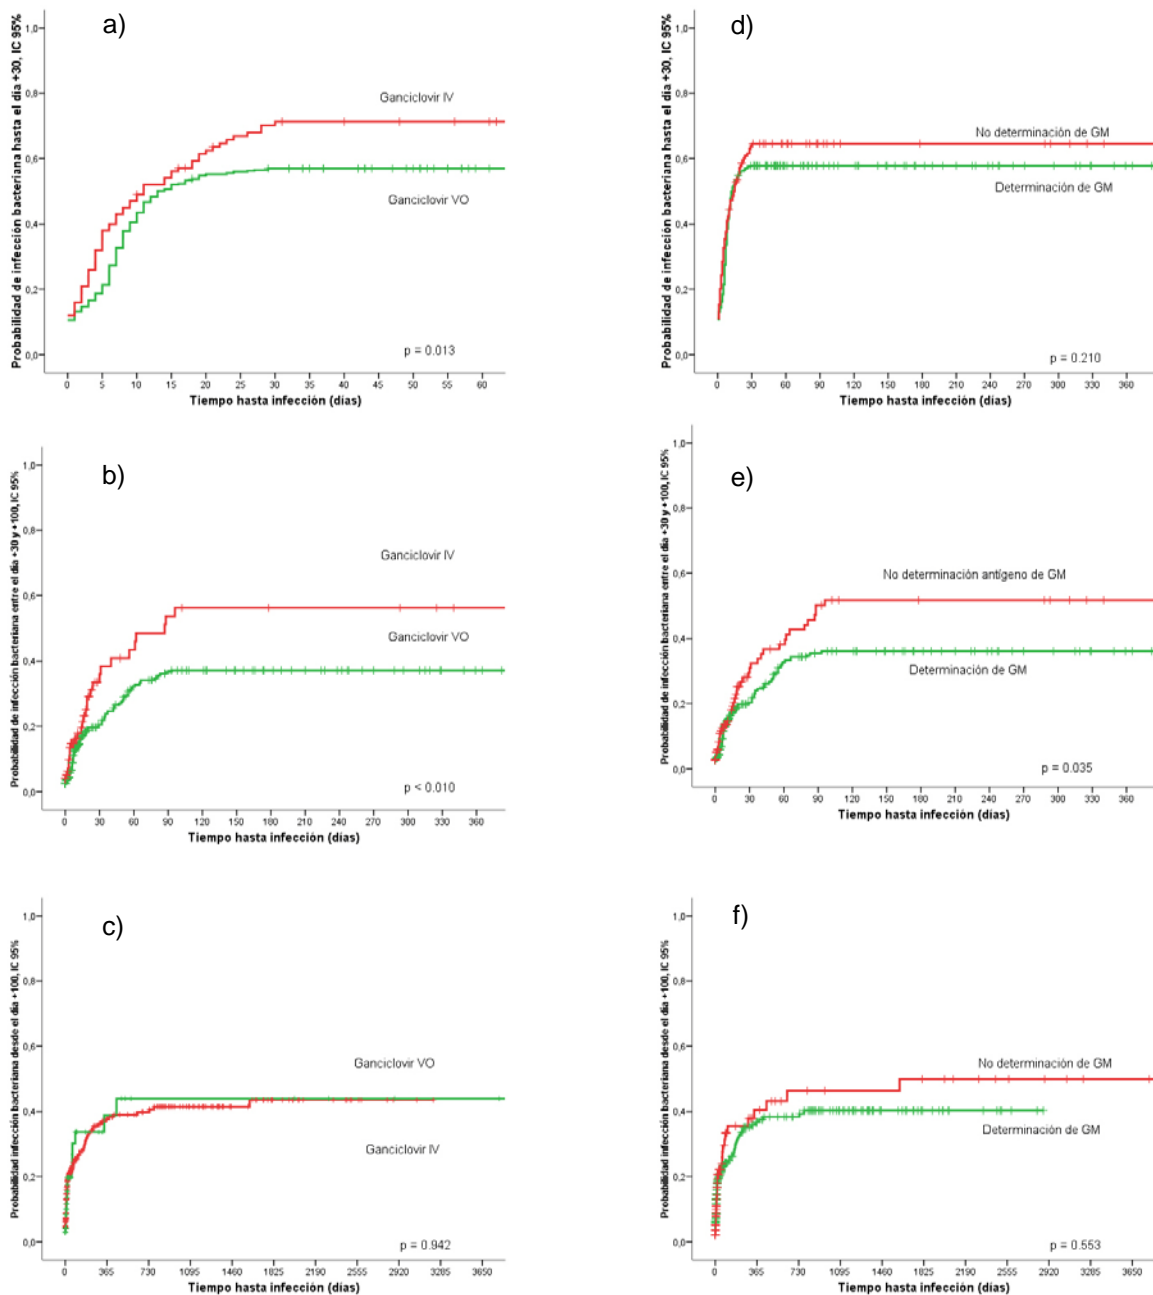 a)
Probabilidad de infección bacteriana hasta el día +30, IC 95%
1,0
0,8
0,6
0,4
0,2
0,0
Ganciclovir IV
Ganciclovir VO
p = 0.013
0 5 10 15 20 25 30 35 40 45 50 55 60
Tiempo hasta infección (días)
d)
Probabilidad de infección bacteriana hasta el día +30, IC 95%
1,0
0,8
0,6
0,4
0,2
0,0
No determinación de GM
Determinación de GM
p = 0.210
0 30 60 90 120 150 180 210 240 270 300 330 360
Tiempo hasta infección (días)
b)
Probabilidad de infección bacteriana entre el día +30 y +100, IC 95%
1,0
0,8
0,6
0,4
0,2
0,0
Ganciclovir IV
Ganciclovir VO
p < 0.010
0 30 60 90 120 150 180 210 240 270 300 330 360
Tiempo hasta infección (días)
e)
Probabilidad de infección bacteriana entre el día +30 y +100, IC 95%
1,0
0,8
0,6
0,4
0,2
0,0
No determinación antígeno de GM
Determinación de GM
p = 0.035
0 30 60 90 120 150 180 210 240 270 300 330 360
Tiempo hasta infección (días)
c)
Probabilidad infección bacteriana desde el día +100, IC 95%
1,0
0,8
0,6
0,4
0,2
0,0
Ganciclovir VO
Ganciclovir IV
p = 0.942
0 365 730 1095 1460 1825 2190 2555 2920 3285 3650
Tiempo hasta infección (días)
f)
Probabilidad infección bacteriana desde el día +100, IC 95%
1,0
0,8
0,6
0,4
0,2
0,0
No determinación de GM
Determinación de GM
p = 0.553
0 365 730 1095 1460 1825 2190 2555 2920 3285 3650
Tiempo hasta infección (días)